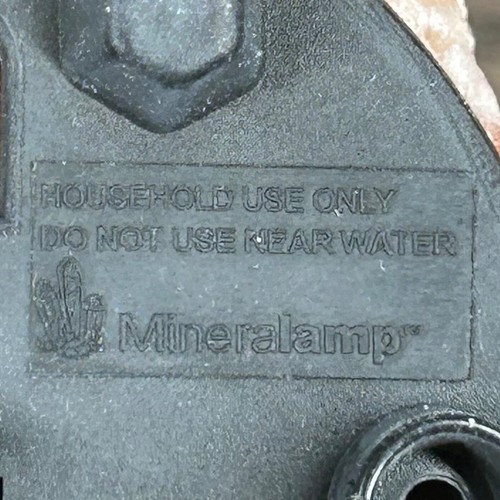 HOUSEHOLD USE ONLY
DO NOT USE NEAR WATER
Mineralamp™